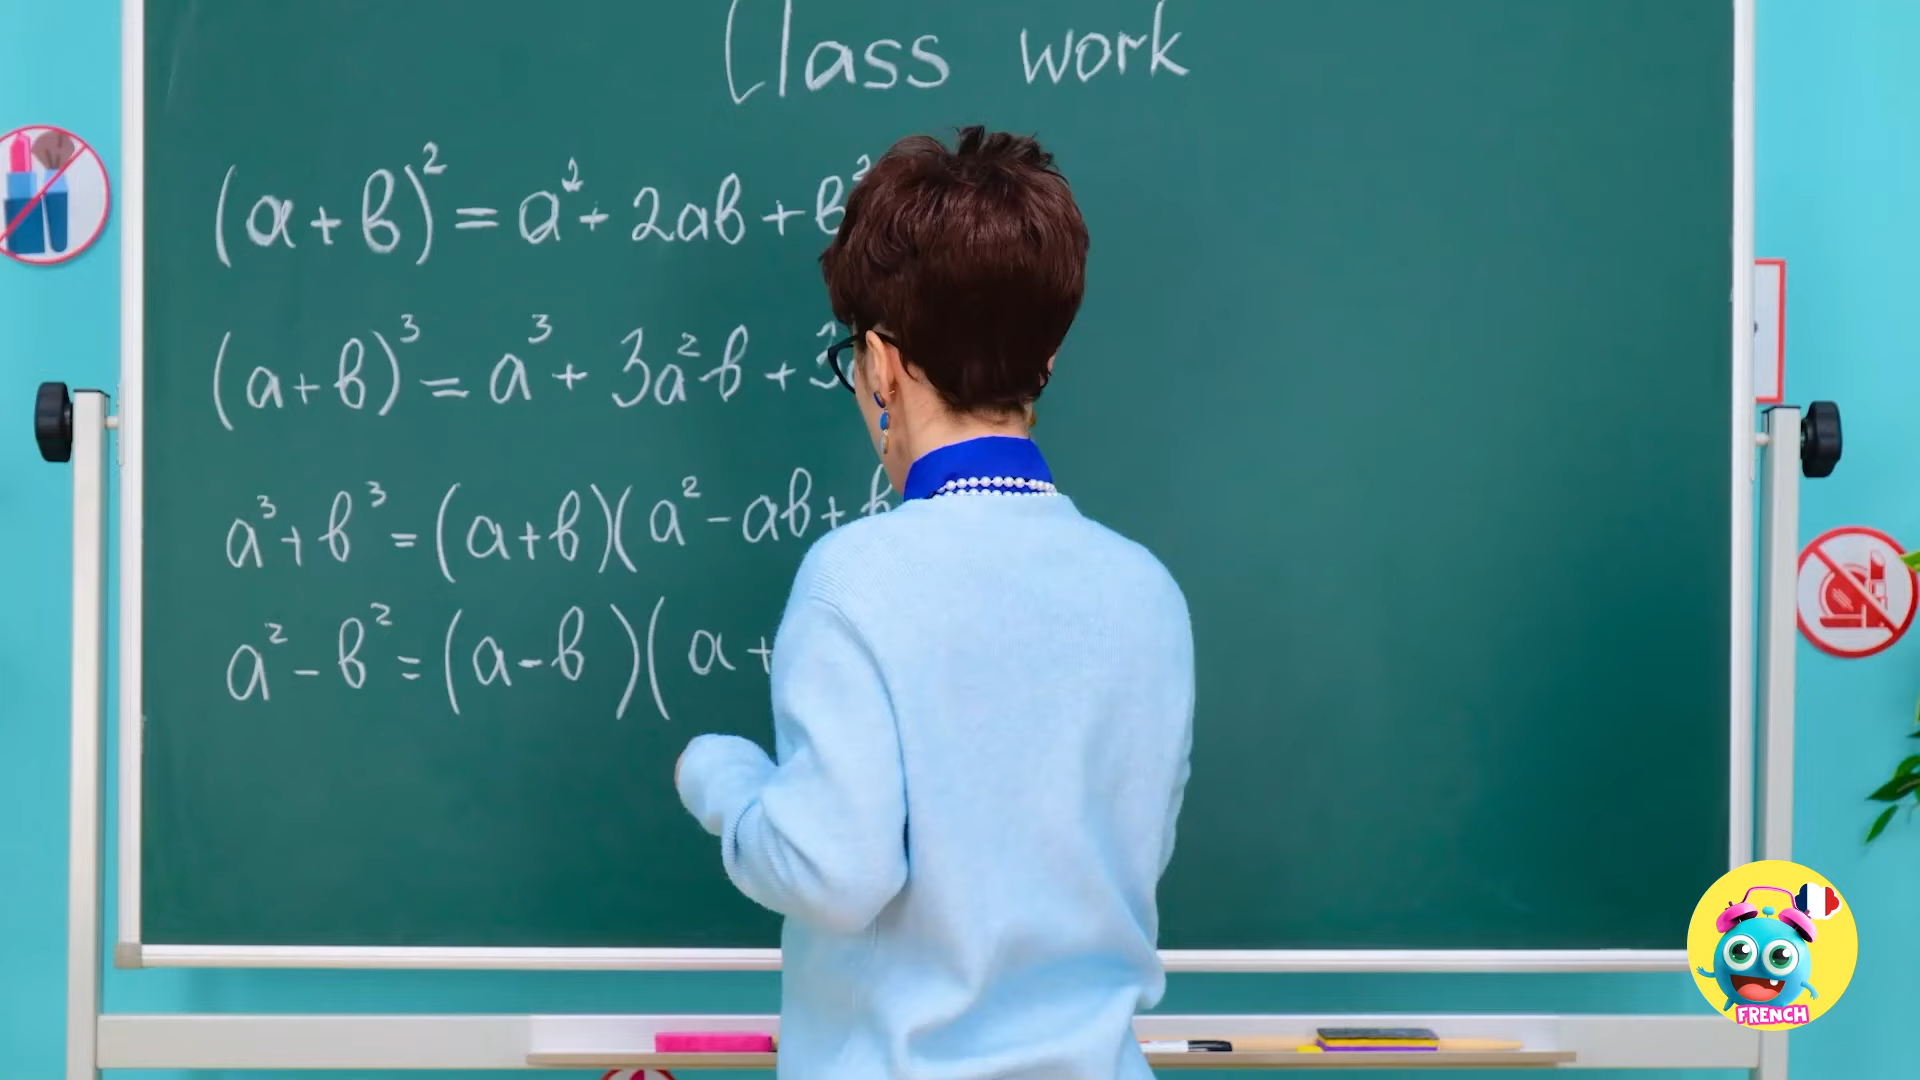 Class work
(a+b)² = a² + 2ab + b²
(a+b)³ = a³ + 3a²b + 3
a³ + b³ = (a+b)(a² - ab + b
a² - b² = (a-b)(a +
FRENCH